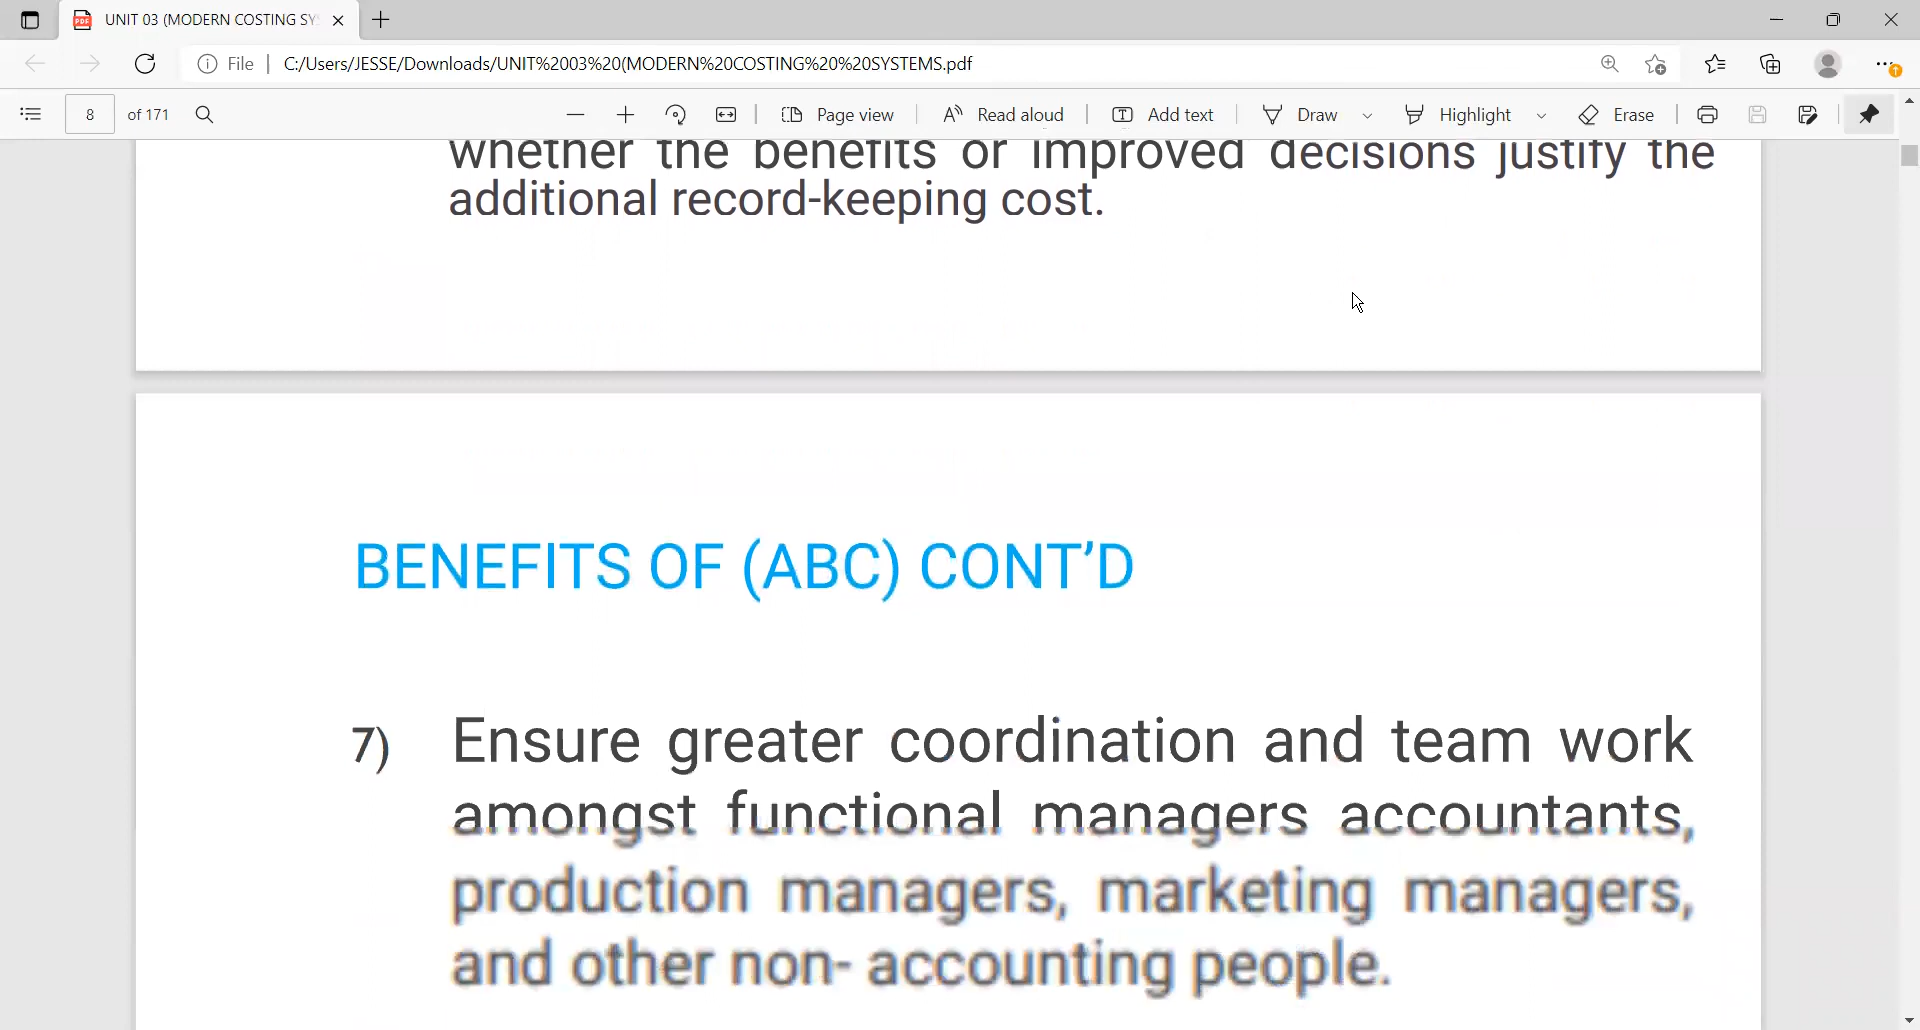 UNIT 03 (MODERN COSTING SY
File
C:/Users/JESSE/Downloads/UNIT%2003%20(MODERN%20COSTING%20%20SYSTEMS.pdf
8 of 171
Page view
Read aloud
Add text
Draw
Highlight
Erase
whether the benefits or improved decisions justify the
additional record-keeping cost.
BENEFITS OF (ABC) CONT’D
7) Ensure greater coordination and team work
amongst functional managers accountants,
production managers, marketing managers,
and other non- accounting people.